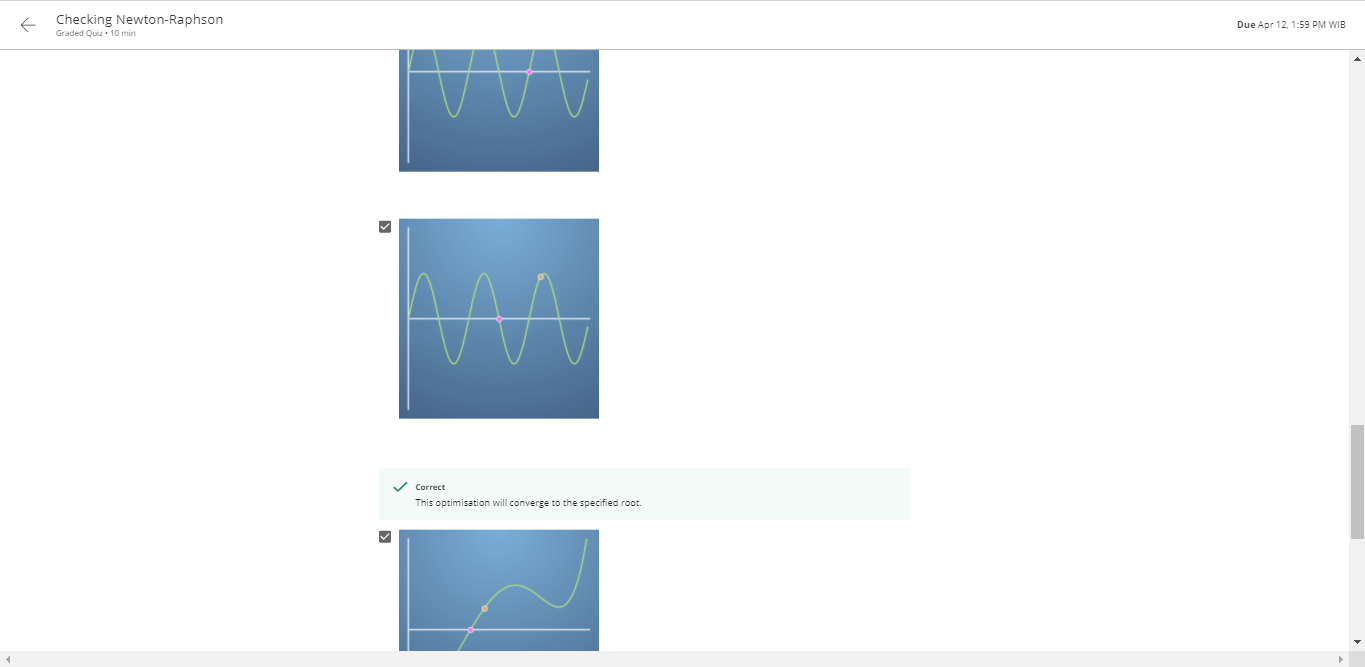 Checking Newton-Raphson
Due Apr 12, 1:59 PM WIB
Graded Quiz • 10 min
Correct
This optimisation will converge to the specified root.